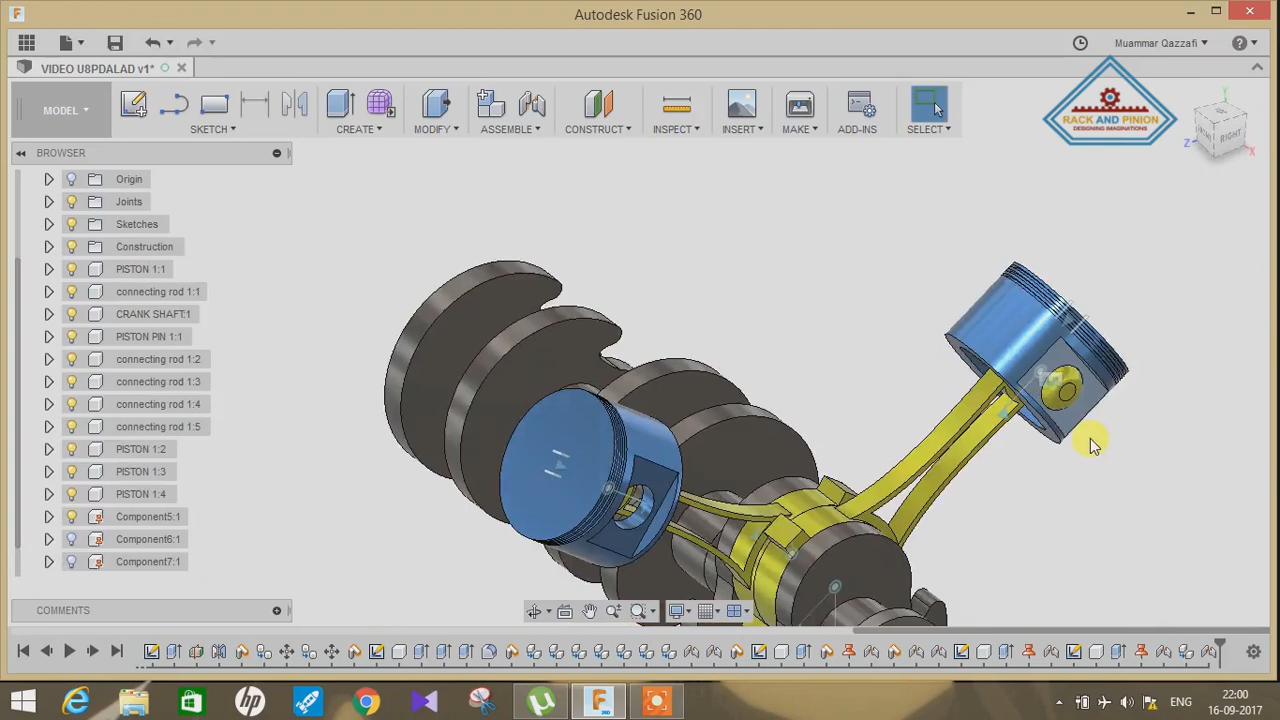 Autodesk Fusion 360
Muammar Qazzafi
VIDEO U8PDALAD v1*
MODEL
SKETCH
CREATE
MODIFY
ASSEMBLE
CONSTRUCT
INSPECT
INSERT
MAKE
ADD-INS
SELECT
RACK AND PINION
DESIGNING IMAGINATIONS
Y
Z
X
FRONT
RIGHT
BROWSER
Origin
Joints
Sketches
Construction
PISTON 1:1
connecting rod 1:1
CRANK SHAFT:1
PISTON PIN 1:1
connecting rod 1:2
connecting rod 1:3
connecting rod 1:4
connecting rod 1:5
PISTON 1:2
PISTON 1:3
PISTON 1:4
Component5:1
Component6:1
Component7:1
COMMENTS
ENG
22:00
16-09-2017